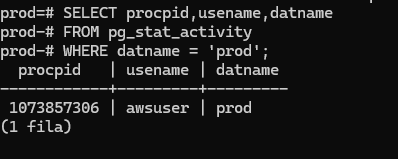 prod=# SELECT procpid,usename,datname
prod-# FROM pg_stat_activity
prod-# WHERE datname = 'prod';
  procpid   | usename | datname
------------+---------+---------
 1073857306 | awsuser | prod
(1 fila)